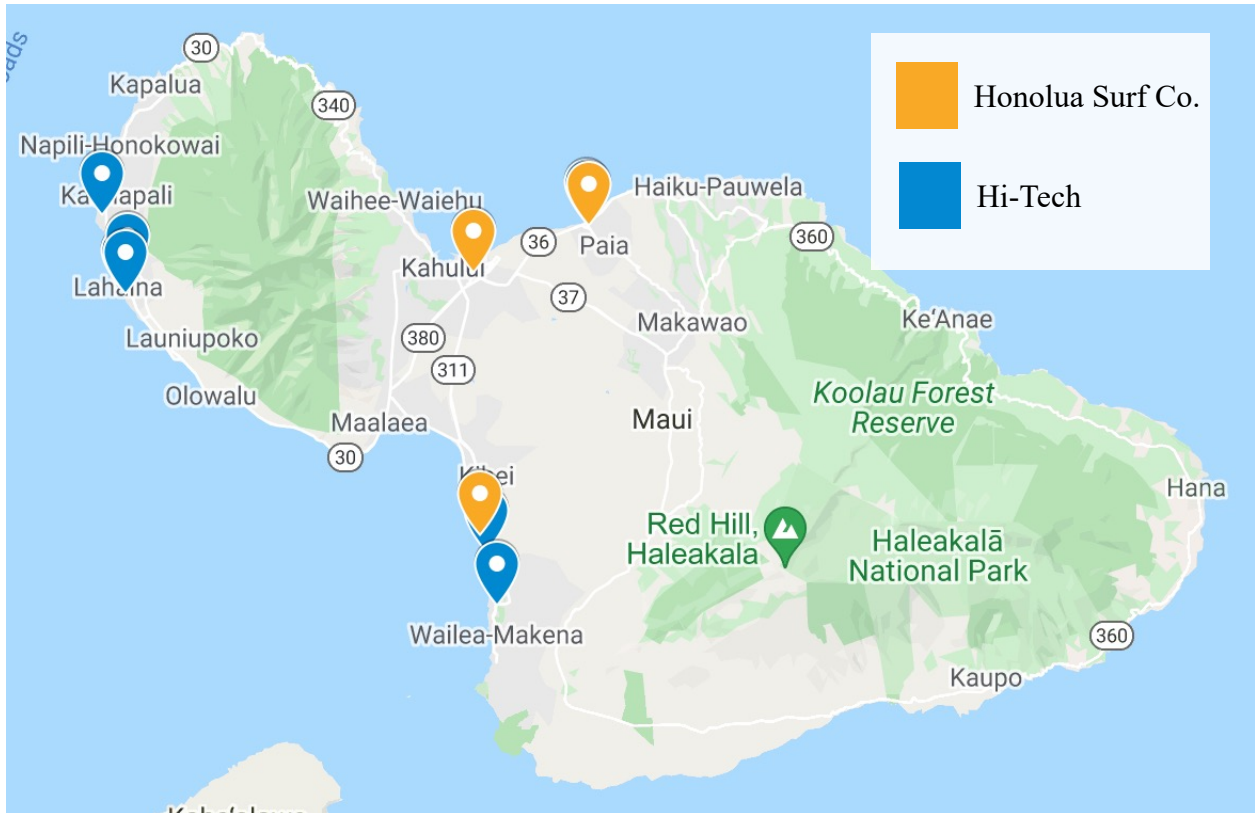 30
Kapalua
340
Napili-Honokowai
Waihee-Waiehu
Haiku-Pauwela
Honolua Surf Co.
Hi-Tech
36
Paia
360
Kahului
37
Lahaina
Makawao
Ke'Anae
Launiupoko
380
311
Olowalu
Koolau Forest
Reserve
Maui
Maalaea
30
Kihei
Hana
Red Hill,
Haleakala
Haleakalā
National Park
Wailea-Makena
360
Kaupo